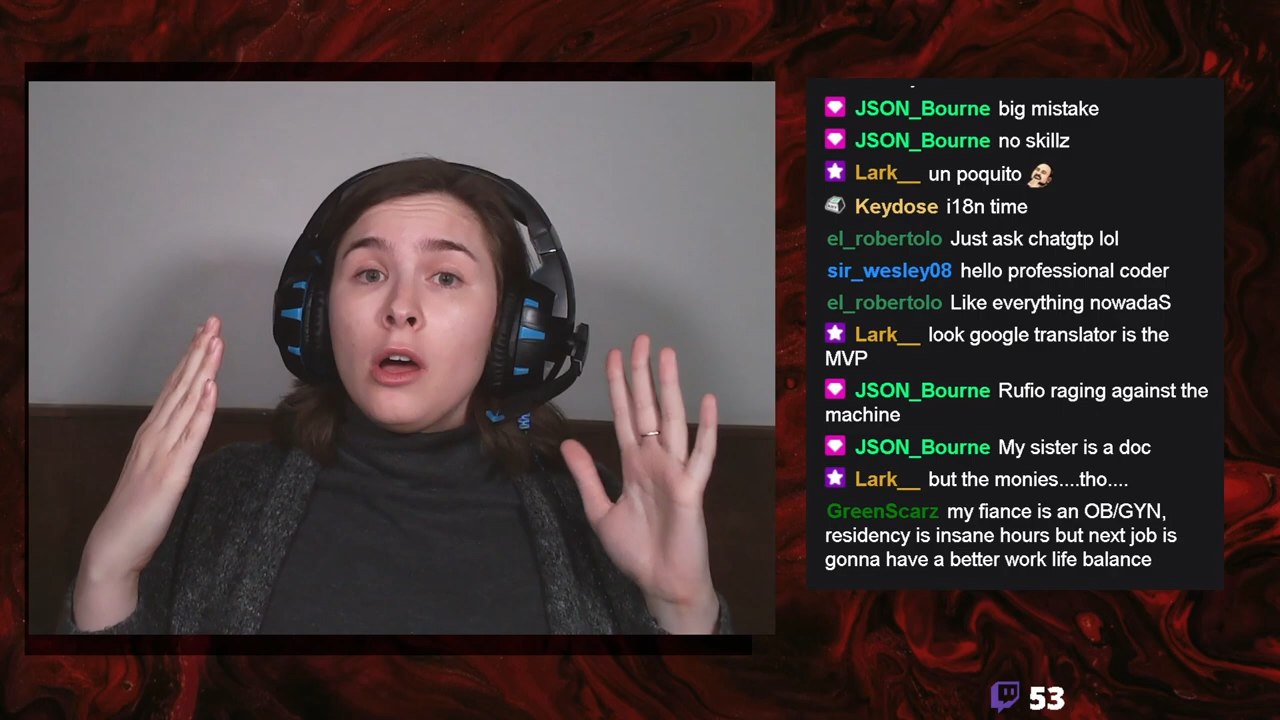 JSON_Bourne big mistake
JSON_Bourne no skillz
Lark__ un poquito
Keydose i18n time
el_robertolo Just ask chatgtp lol
sir_wesley08 hello professional coder
el_robertolo Like everything nowadaS
Lark__ look google translator is the
MVP
JSON_Bourne Rufio raging against the
machine
JSON_Bourne My sister is a doc
Lark__ but the monies....tho....
GreenScarz my fiance is an OB/GYN,
residency is insane hours but next job is
gonna have a better work life balance
53